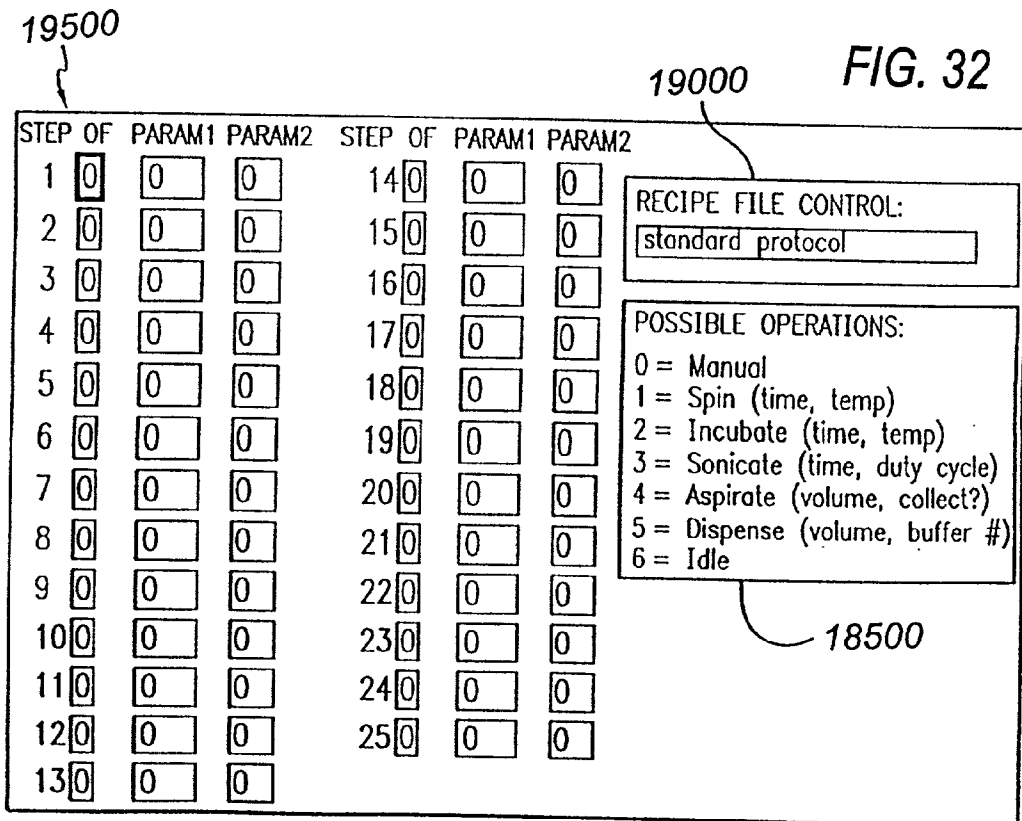 19500
19000
FIG. 32
STEP OF PARAM1 PARAM2 STEP OF PARAM1 PARAM2
1 0 0 0 14 0 0 0
2 0 0 0 15 0 0 0
3 0 0 0 16 0 0 0
4 0 0 0 17 0 0 0
5 0 0 0 18 0 0 0
6 0 0 0 19 0 0 0
7 0 0 0 20 0 0 0
8 0 0 0 21 0 0 0
9 0 0 0 22 0 0 0
10 0 0 0 23 0 0 0
11 0 0 0 24 0 0 0
12 0 0 0 25 0 0 0
13 0 0 0
RECIPE FILE CONTROL:
standard protocol
POSSIBLE OPERATIONS:
0 = Manual
1 = Spin (time, temp)
2 = Incubate (time, temp)
3 = Sonicate (time, duty cycle)
4 = Aspirate (volume, collect?)
5 = Dispense (volume, buffer #)
6 = Idle
18500